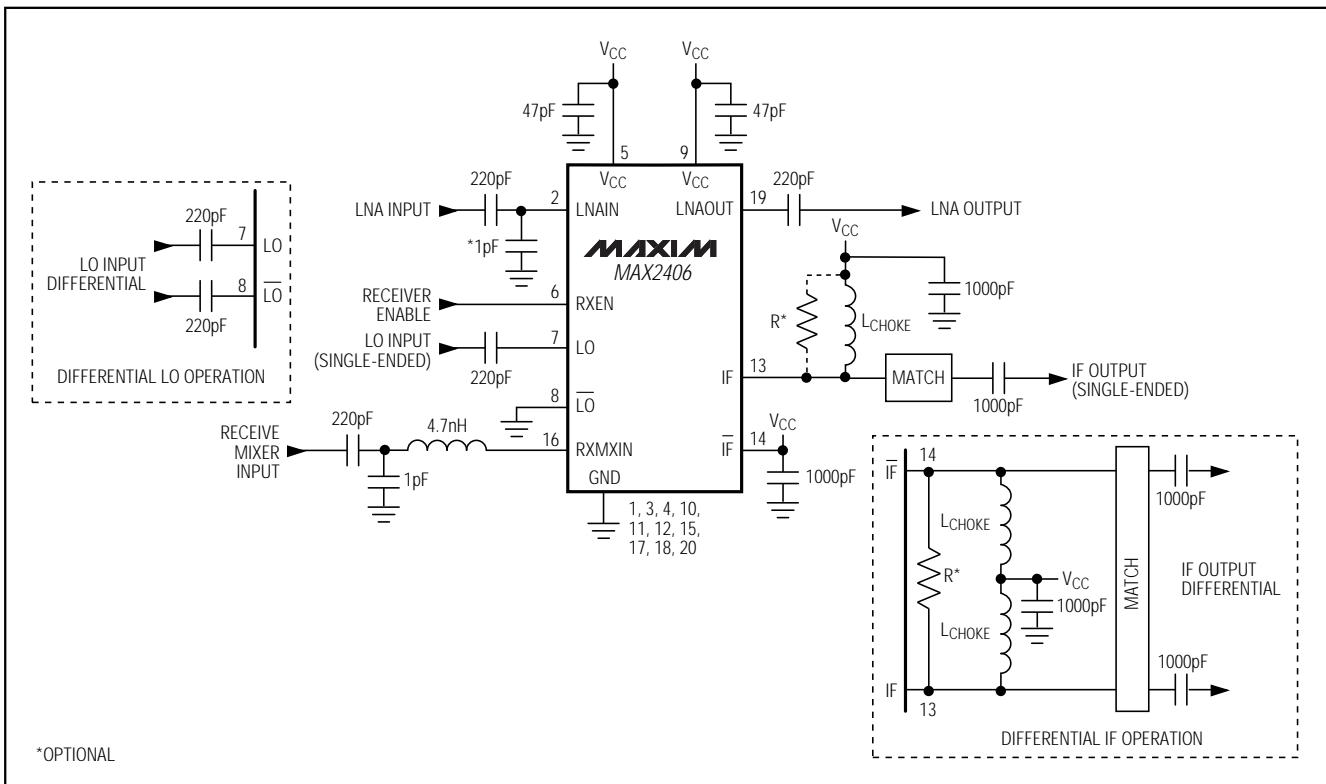 VCC
VCC
47pF
47pF
5
9
VCC
VCC
220pF
2
LNAIN
LNA INPUT
*1pF
LNAOUT
19
220pF
LNA OUTPUT
MAXIM
MAX2406
RECEIVER
ENABLE
6
RXEN
LO INPUT
(SINGLE-ENDED)
220pF
7
LO
8
LO
RECEIVE
MIXER
INPUT
220pF
1pF
4.7nH
16
RXMXIN
GND
1, 3, 4, 10,
11, 12, 15,
17, 18, 20
VCC
1000pF
R*
LCHOKE
13
IF
MATCH
1000pF
IF OUTPUT
(SINGLE-ENDED)
IF
14
VCC
1000pF
220pF
7
LO
LO INPUT
DIFFERENTIAL
8
LO
220pF
DIFFERENTIAL LO OPERATION
14
IF
1000pF
LCHOKE
R*
VCC
1000pF
LCHOKE
MATCH
IF OUTPUT
DIFFERENTIAL
1000pF
IF
13
DIFFERENTIAL IF OPERATION
*OPTIONAL